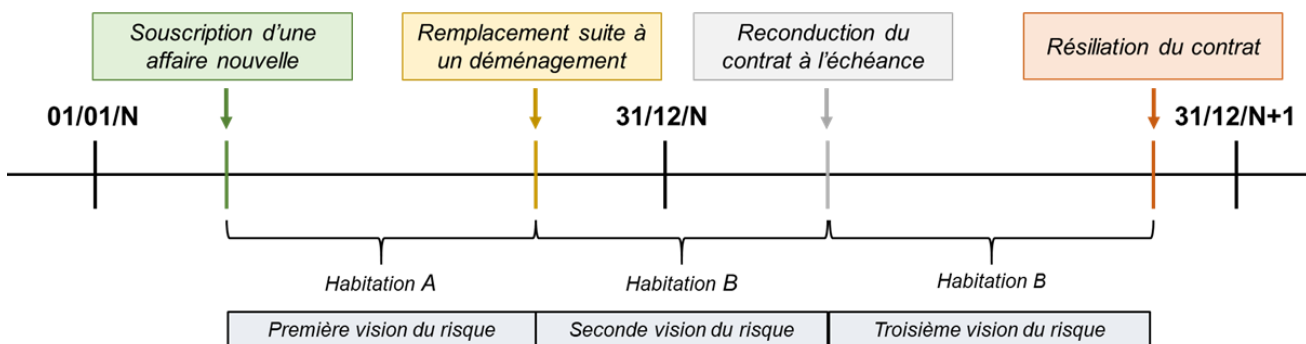 Souscription d'une
affaire nouvelle
Remplacement suite à
un déménagement
Reconduction du
contrat à l'échéance
Résiliation du contrat
01/01/N
31/12/N
31/12/N+1
Habitation A
Habitation B
Habitation B
Première vision du risque
Seconde vision du risque
Troisième vision du risque